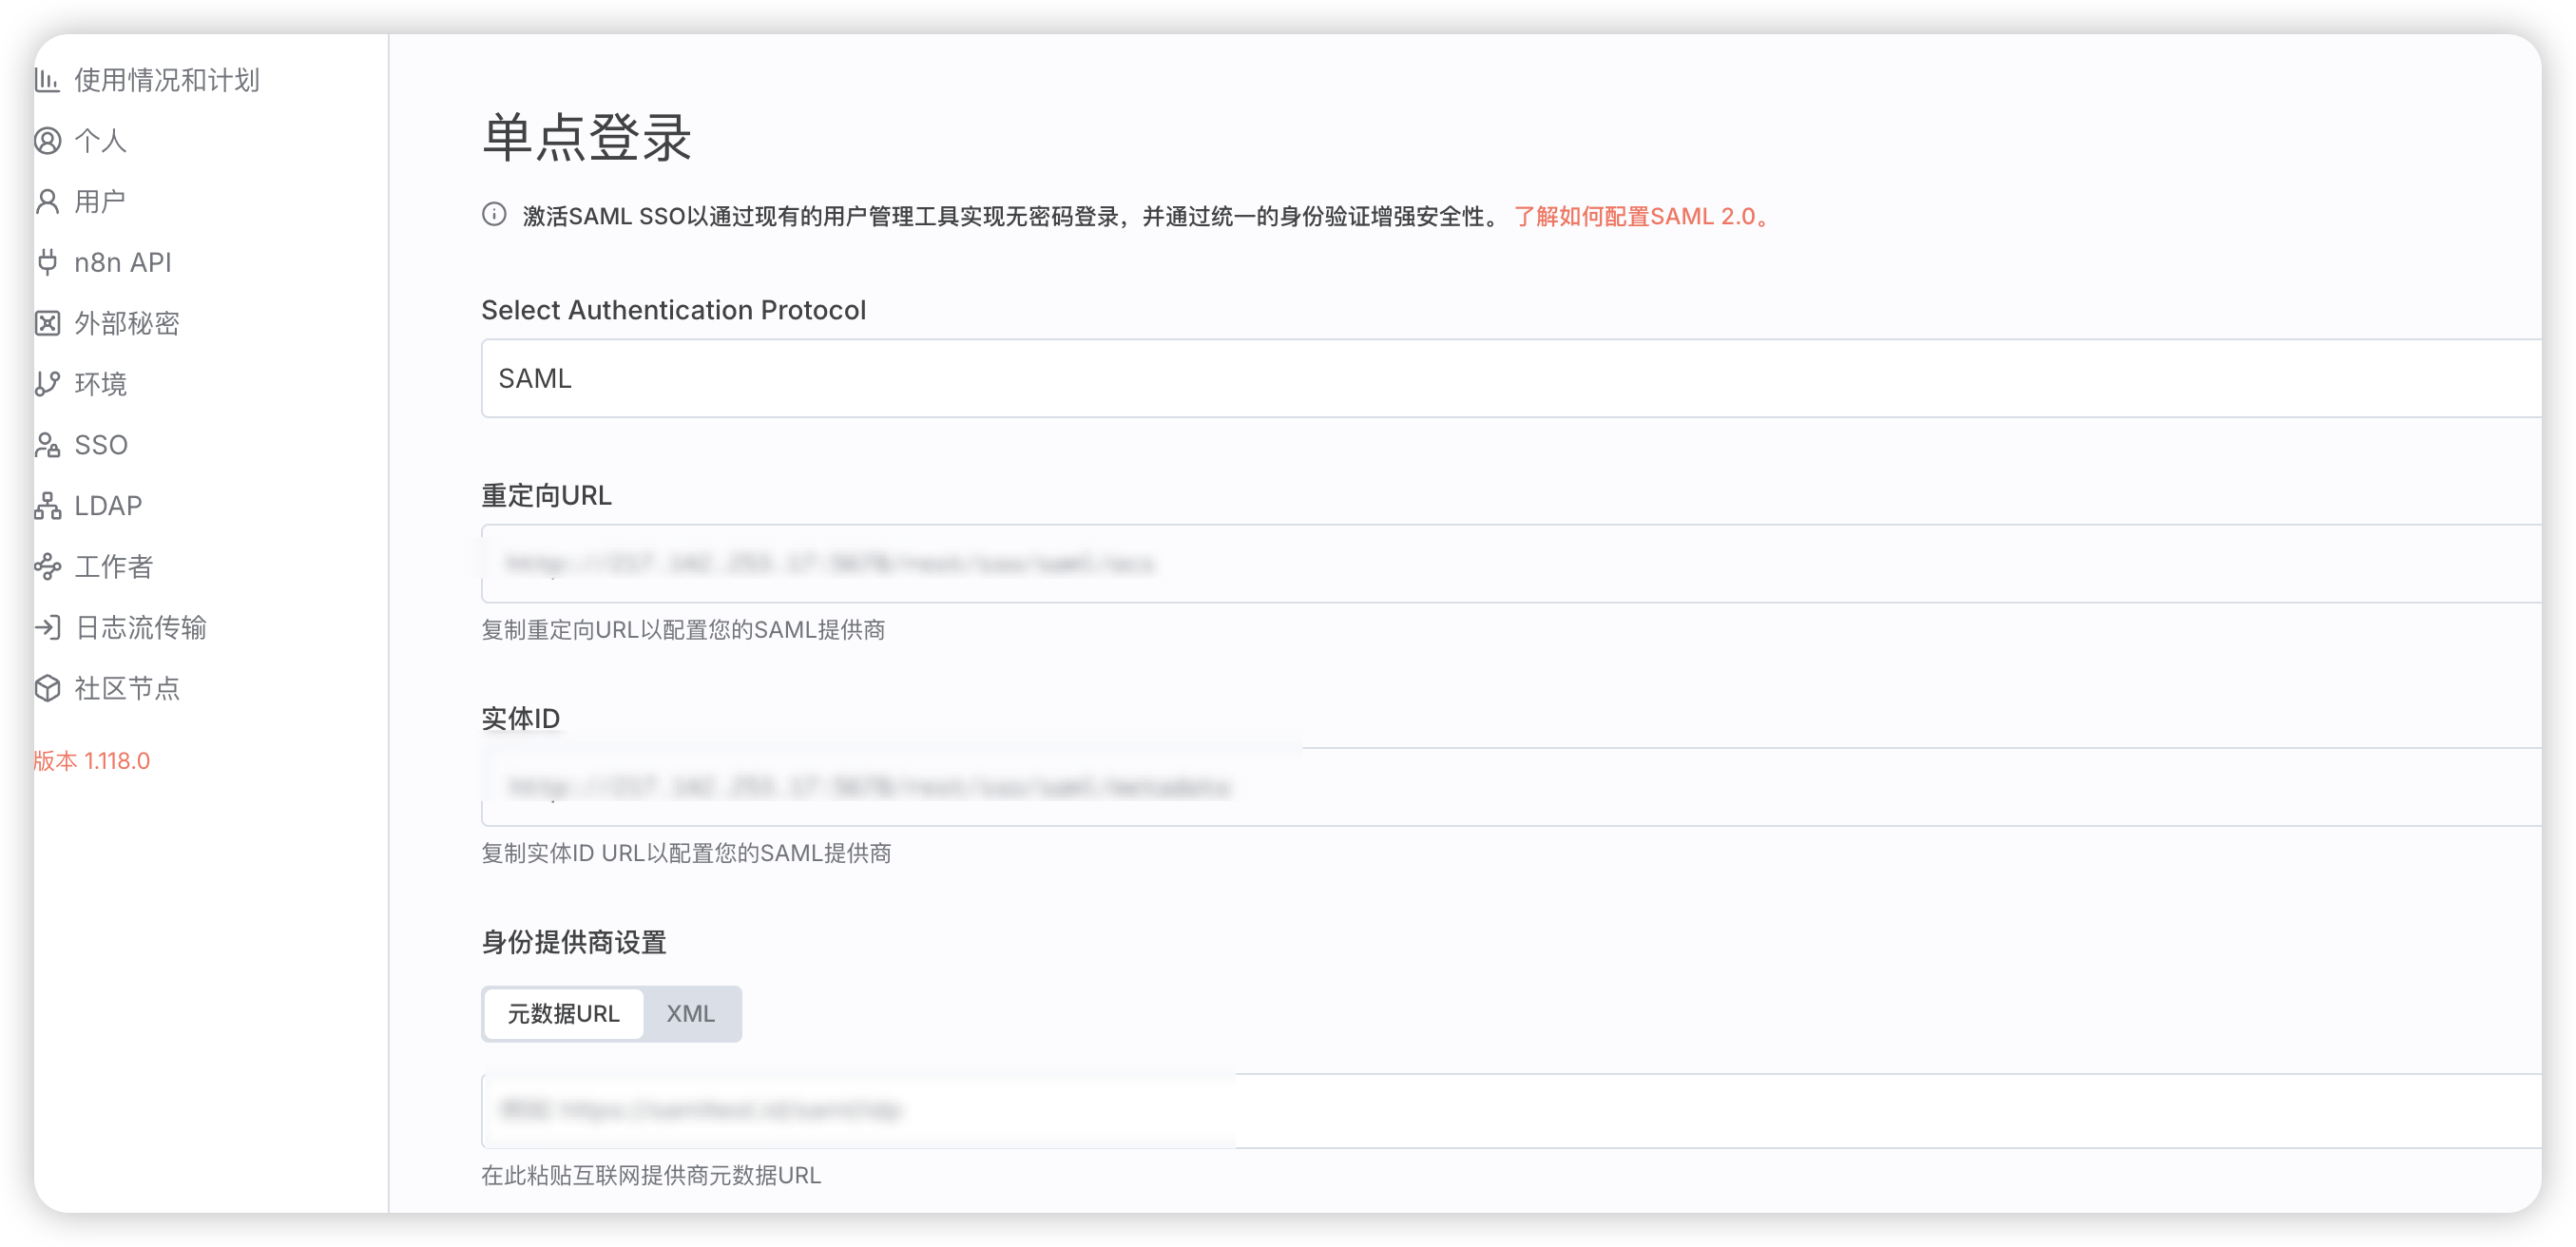 使用情况和计划
个人
用户
n8n API
外部秘密
环境
SSO
LDAP
工作者
日志流传输
社区节点
版本 1.118.0
单点登录
激活SAML SSO以通过现有的用户管理工具实现无密码登录，并通过统一的身份验证增强安全性。 了解如何配置SAML 2.0。
Select Authentication Protocol
SAML
重定向URL
复制重定向URL以配置您的SAML提供商
实体ID
复制实体ID URL以配置您的SAML提供商
身份提供商设置
元数据URL XML
在此粘贴互联网提供商元数据URL